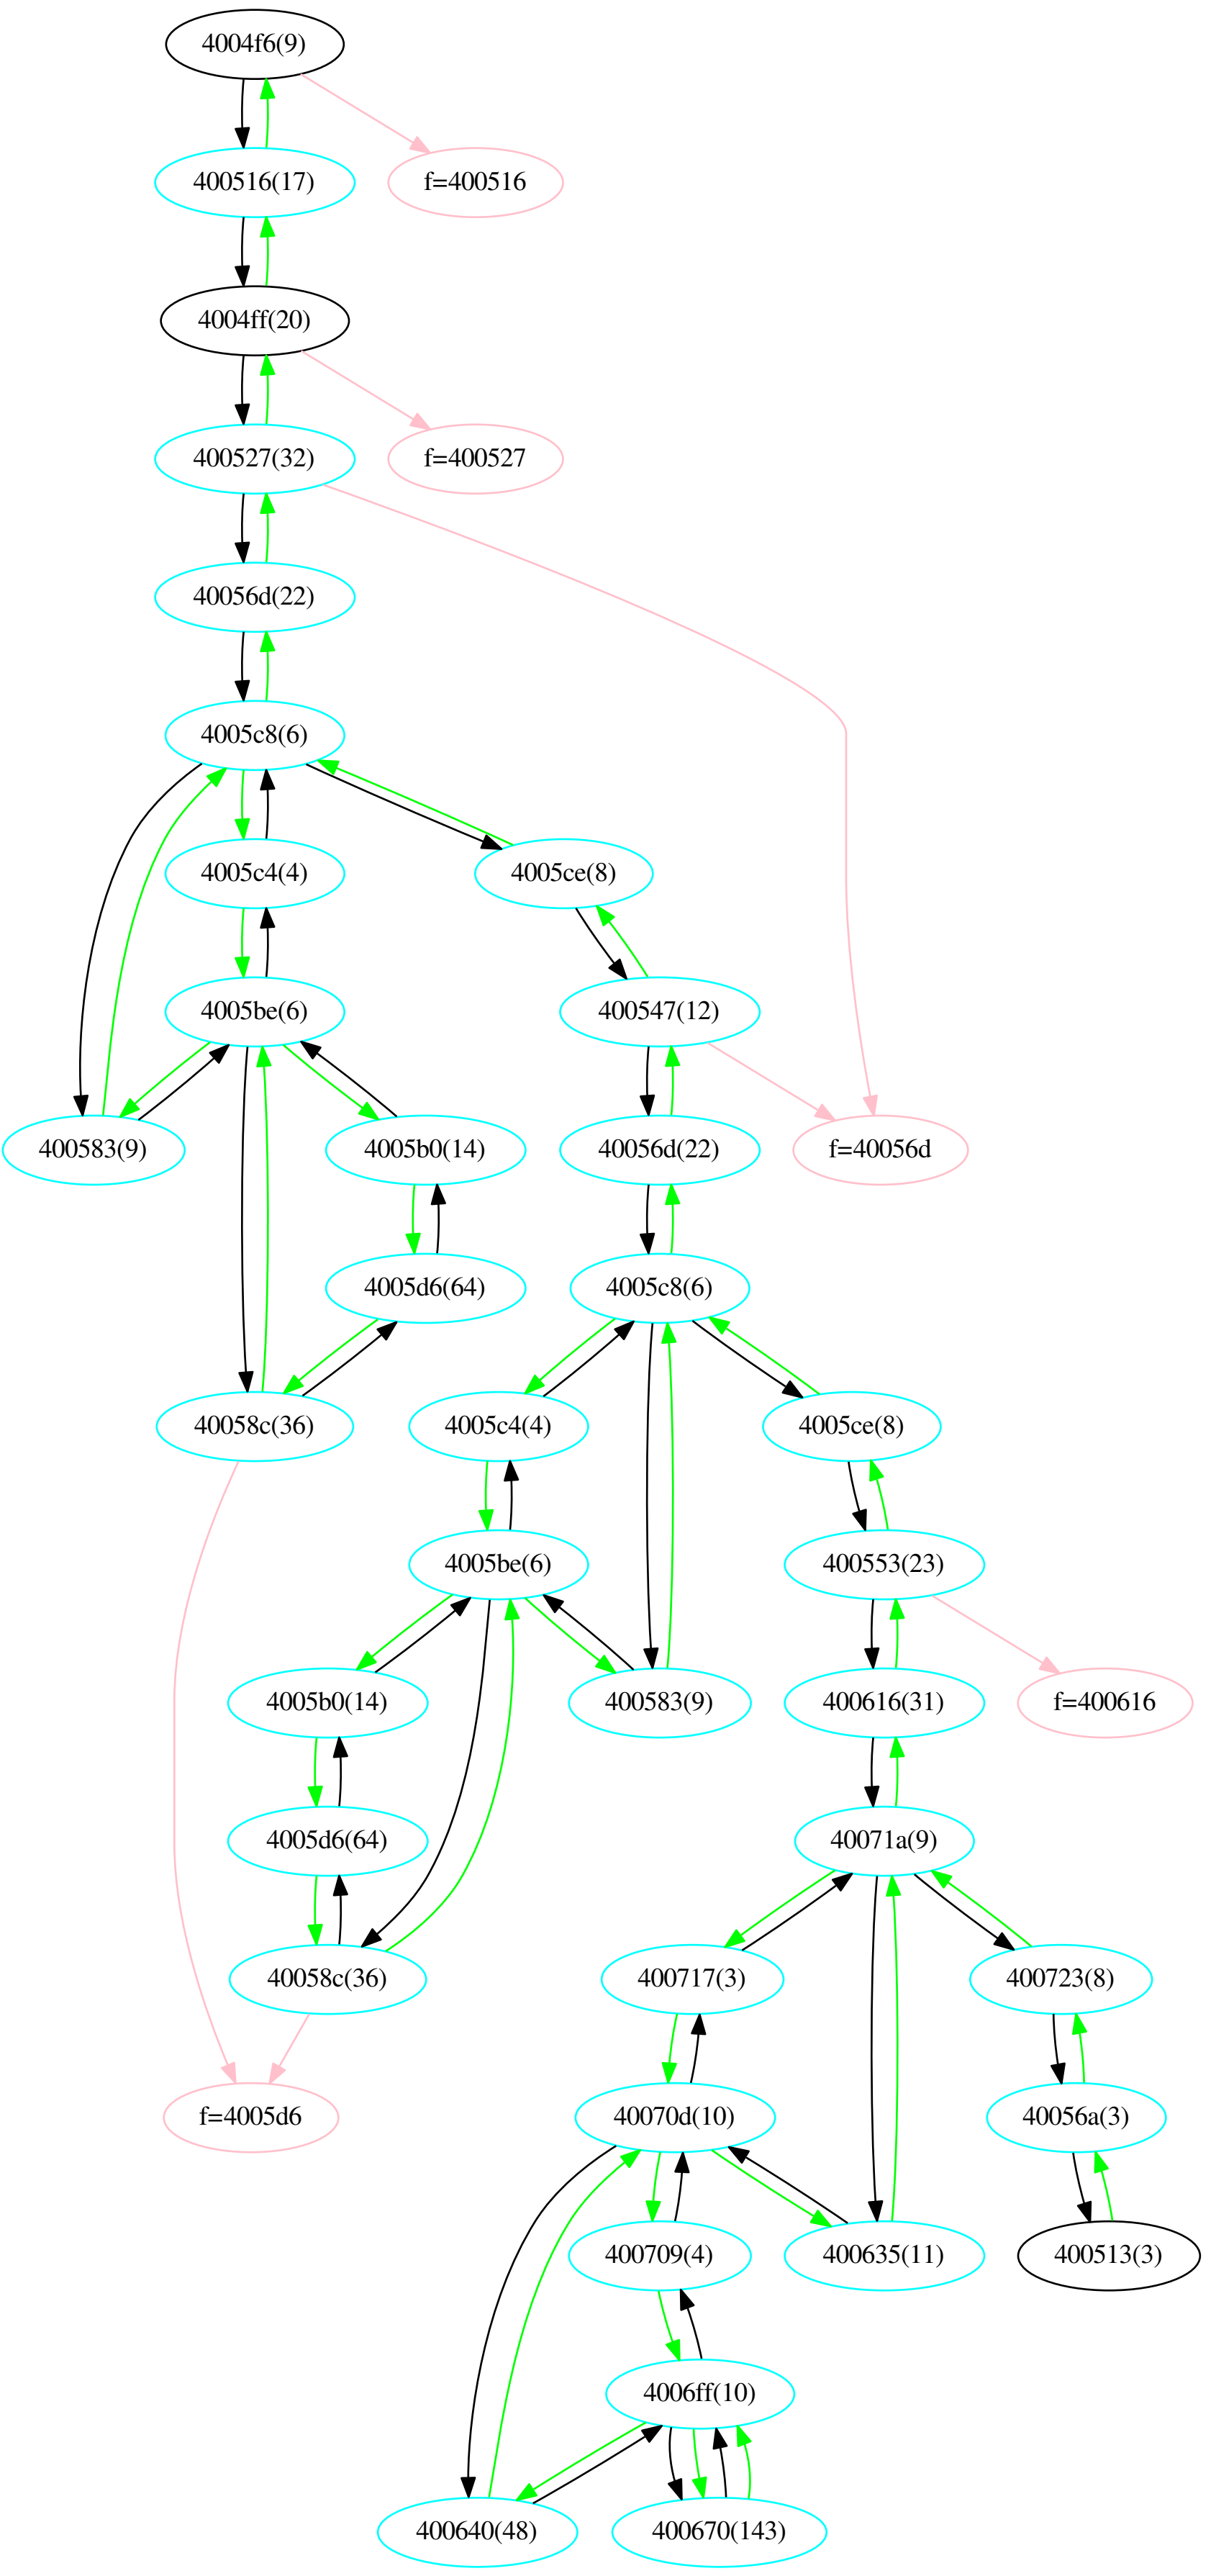 4004f6(9)
400516(17)
f=400516
4004ff(20)
400527(32)
f=400527
40056d(22)
4005c8(6)
4005c4(4)
4005ce(8)
4005be(6)
400547(12)
400583(9)
4005b0(14)
40056d(22)
f=40056d
4005d6(64)
4005c8(6)
40058c(36)
4005c4(4)
4005ce(8)
4005be(6)
400553(23)
4005b0(14)
400583(9)
400616(31)
f=400616
4005d6(64)
40071a(9)
40058c(36)
400717(3)
400723(8)
f=4005d6
40070d(10)
40056a(3)
400709(4)
400635(11)
400513(3)
4006ff(10)
400640(48)
400670(143)